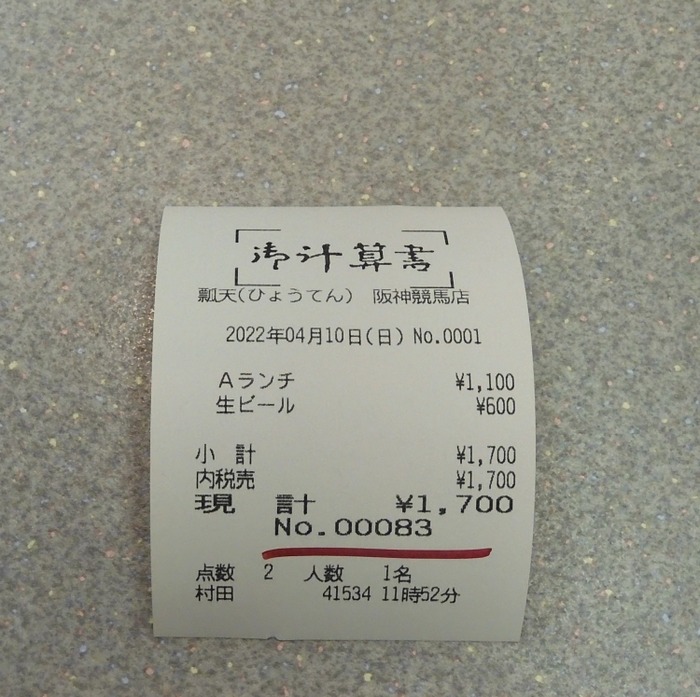 御計算書
瓢天(ひょうてん) 阪神競馬店
2022年04月10日(日) No.0001
Aランチ ¥1,100
生ビール ¥600
小 計 ¥1,700
内税売 ¥1,700
現 計 ¥1,700
No.00083
点数 2 人数 1名
村田 41534 11時52分